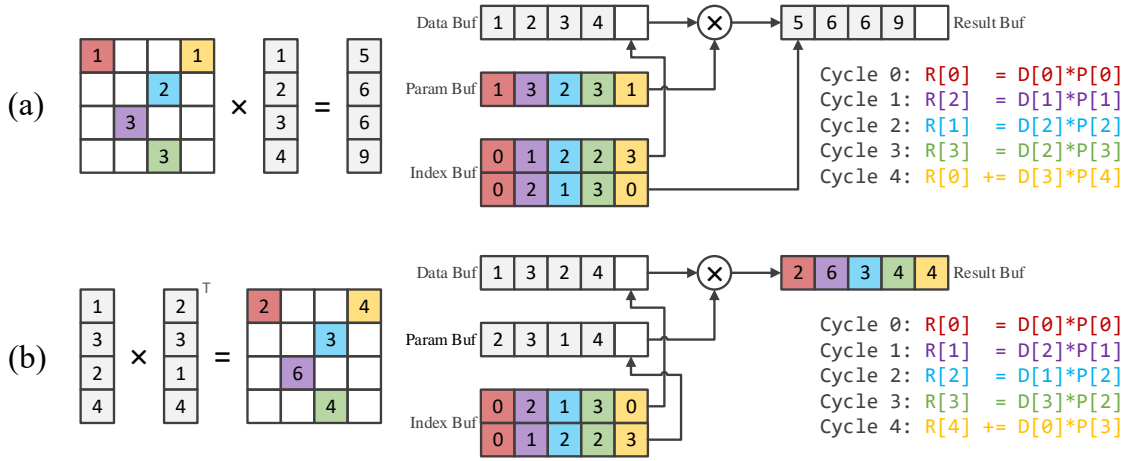 (a)
1 1
2
3
3
×
1
2
3
4
=
5
6
6
9
Data Buf 1 2 3 4
×
5 6 6 9 Result Buf
Param Buf 1 3 2 3 1
Index Buf
0 1 2 2 3
0 2 1 3 0
Cycle 0: R[0] = D[0]*P[0]
Cycle 1: R[2] = D[1]*P[1]
Cycle 2: R[1] = D[2]*P[2]
Cycle 3: R[3] = D[2]*P[3]
Cycle 4: R[0] += D[3]*P[4]
(b)
1
3
2
4
×
2
3
1
4
T
=
2 4
3
6
4
Data Buf 1 3 2 4
×
2 6 3 4 4 Result Buf
Param Buf 2 3 1 4
Index Buf
0 2 1 3 0
0 1 2 2 3
Cycle 0: R[0] = D[0]*P[0]
Cycle 1: R[1] = D[2]*P[1]
Cycle 2: R[2] = D[1]*P[2]
Cycle 3: R[3] = D[3]*P[2]
Cycle 4: R[4] += D[0]*P[3]